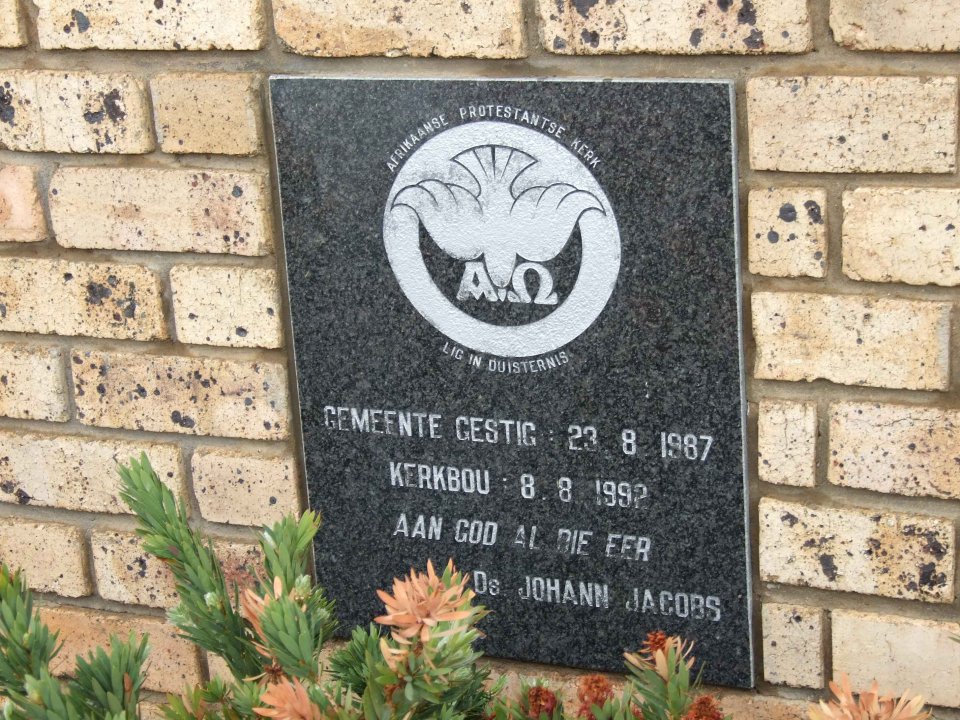 AFRIKAANSE PROTESTANTSE KERK
AΩ
LIG IN DUISTERNIS
GEMEENTE GESTIG : 23 8 1987
KERKBOU : 8. 8 1992
AAN GOD AL DIE EER
Ds JOHANN JACOBS